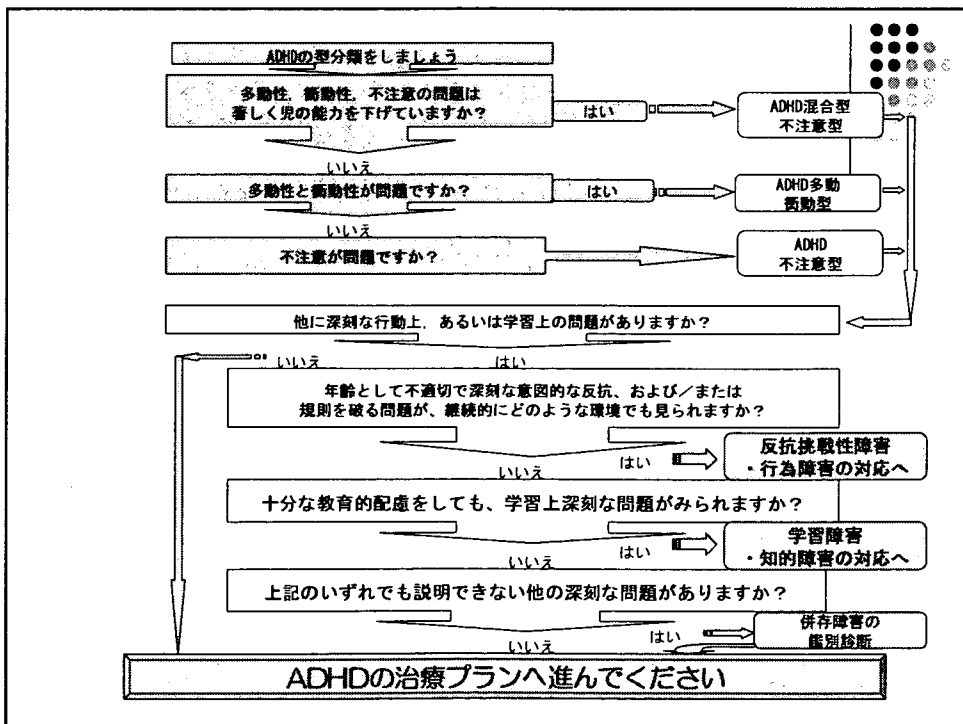 ADHDの型分類をしましょう
多動性，衝動性，不注意の問題は
著しく児の能力を下げていますか？
はい
ADHD混合型
不注意型
いいえ
多動性と衝動性が問題ですか？
はい
ADHD多動
衝動型
いいえ
不注意が問題ですか？
ADHD
不注意型
他に深刻な行動上，あるいは学習上の問題がありますか？
いいえ
はい
年齢として不適切で深刻な意図的な反抗、および／または
規則を破る問題が、継続的にどのような環境でも見られますか？
はい
反抗挑戦性障害
・行為障害の対応へ
いいえ
十分な教育的配慮をしても、学習上深刻な問題がみられますか？
はい
学習障害
・知的障害の対応へ
いいえ
上記のいずれでも説明できない他の深刻な問題がありますか？
はい
併存障害の
鑑別診断
いいえ
ADHDの治療プランへ進んでください